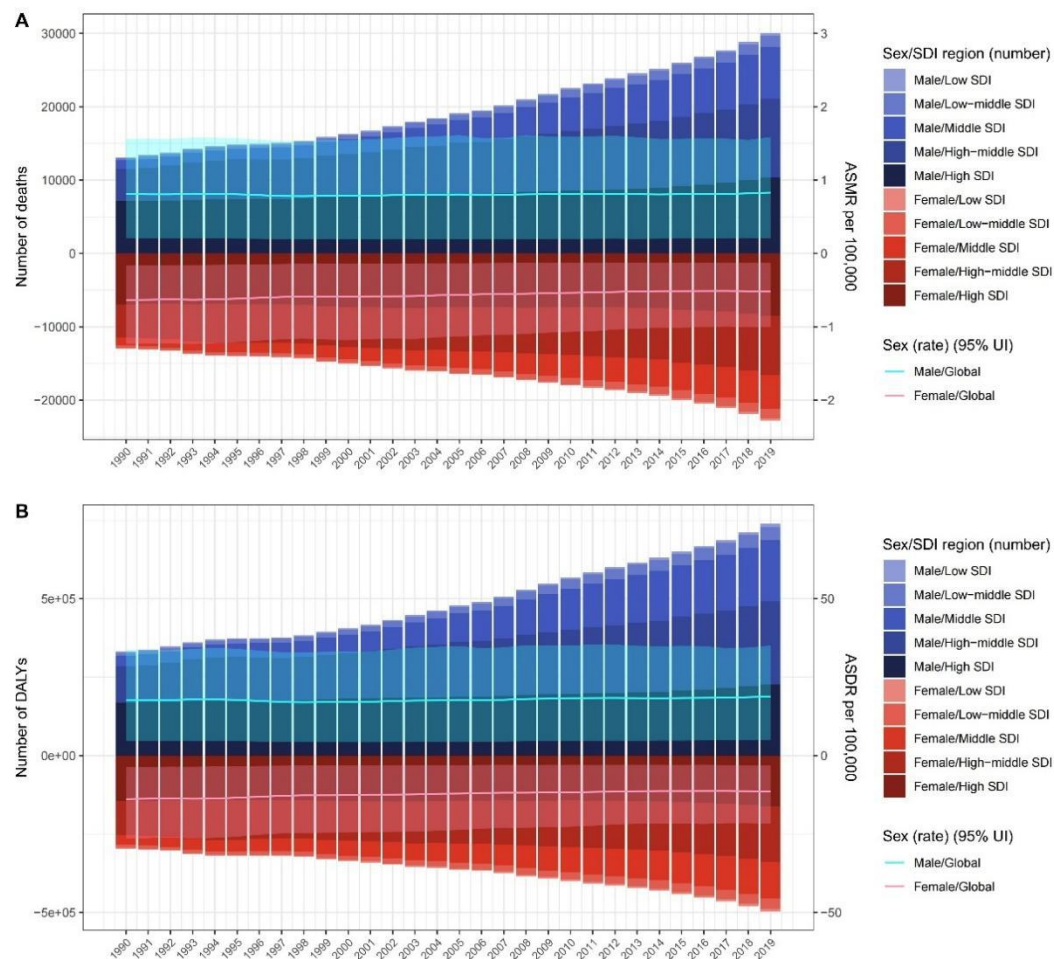 A
Number of deaths
30000
20000
10000
0
−10000
−20000
3
2
1
0
−1
−2
ASMR per 100,000
1990 1991 1992 1993 1994 1995 1996 1997 1998 1999 2000 2001 2002 2003 2004 2005 2006 2007 2008 2009 2010 2011 2012 2013 2014 2015 2016 2017 2018 2019
Sex/SDI region (number)
Male/Low SDI
Male/Low−middle SDI
Male/Middle SDI
Male/High−middle SDI
Male/High SDI
Female/Low SDI
Female/Low−middle SDI
Female/Middle SDI
Female/High−middle SDI
Female/High SDI
Sex (rate) (95% UI)
Male/Global
Female/Global
B
Number of DALYs
5e+05
0e+00
−5e+05
50
0
−50
ASDR per 100,000
1990 1991 1992 1993 1994 1995 1996 1997 1998 1999 2000 2001 2002 2003 2004 2005 2006 2007 2008 2009 2010 2011 2012 2013 2014 2015 2016 2017 2018 2019
Sex/SDI region (number)
Male/Low SDI
Male/Low−middle SDI
Male/Middle SDI
Male/High−middle SDI
Male/High SDI
Female/Low SDI
Female/Low−middle SDI
Female/Middle SDI
Female/High−middle SDI
Female/High SDI
Sex (rate) (95% UI)
Male/Global
Female/Global